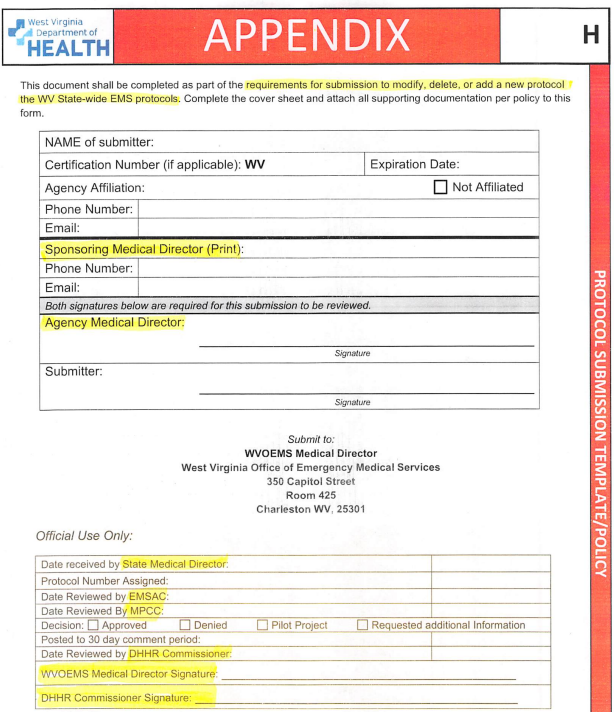 West Virginia
Department of
HEALTH
APPENDIX
H
This document shall be completed as part of the requirements for submission to modify, delete, or add a new protocol
the WV State-wide EMS protocols. Complete the cover sheet and attach all supporting documentation per policy to this
form.
NAME of submitter:
Certification Number (if applicable): WV Expiration Date:
Agency Affiliation: Not Affiliated
Phone Number:
Email:
Sponsoring Medical Director (Print):
Phone Number:
Email:
Both signatures below are required for this submission to be reviewed.
Agency Medical Director:
Signature
Submitter:
Signature
PROTOCOL SUBMISSION TEMPLATE/POLICY
Submit to:
WVOEMS Medical Director
West Virginia Office of Emergency Medical Services
350 Capitol Street
Room 425
Charleston WV, 25301
Official Use Only:
Date received by State Medical Director:
Protocol Number Assigned:
Date Reviewed by EMSAC:
Date Reviewed By MPCC:
Decision: Approved Denied Pilot Project Requested additional Information
Posted to 30 day comment period:
Date Reviewed by DHHR Commissioner:
WVOEMS Medical Director Signature:
DHHR Commissioner Signature: